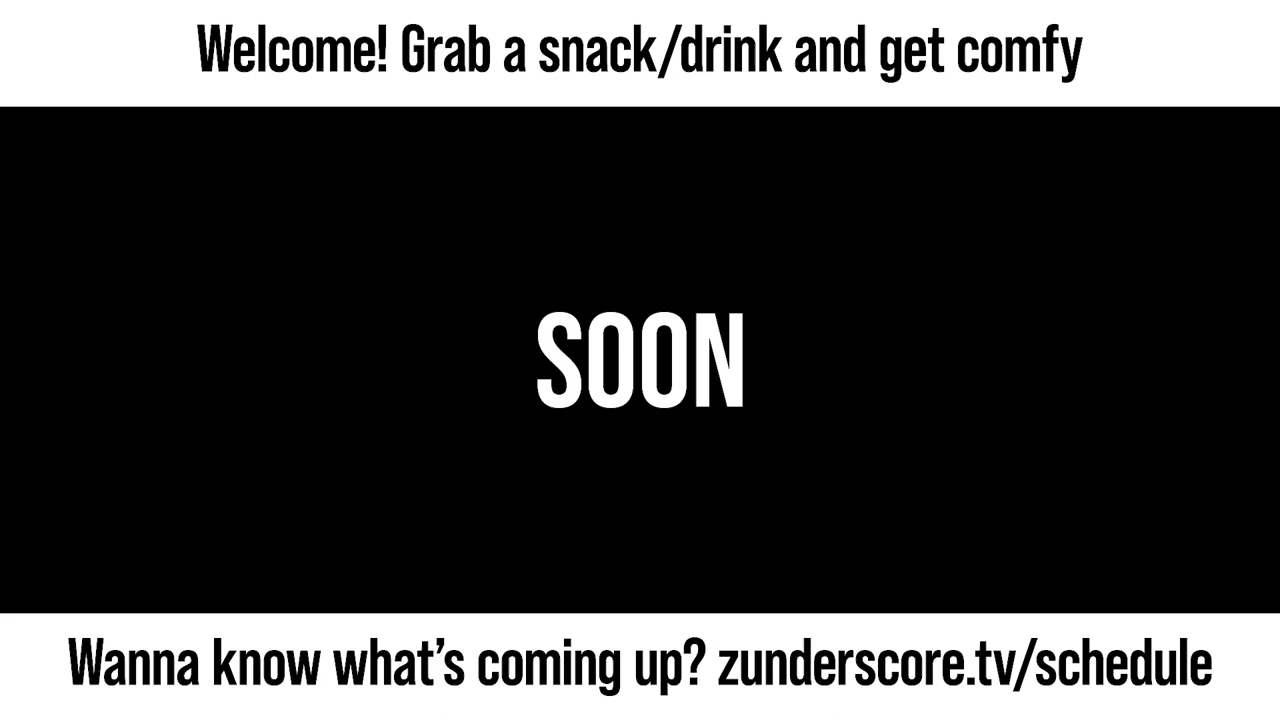 Welcome! Grab a snack/drink and get comfy
SOON
Wanna know what’s coming up? zunderscore.tv/schedule